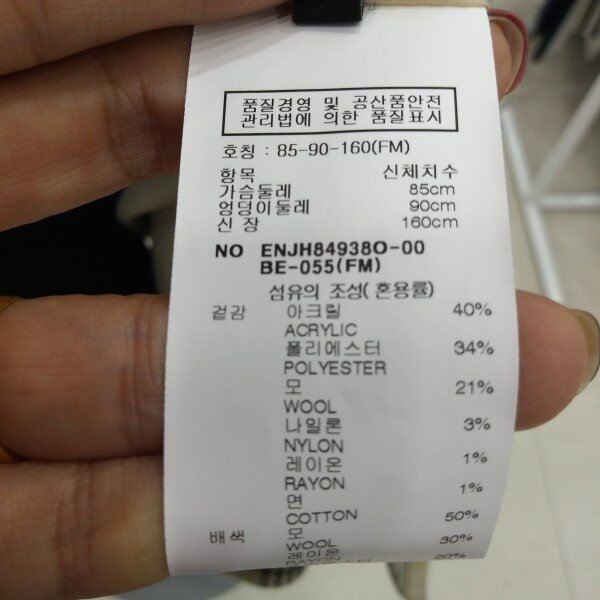 품질경영 및 공산품안전
관리법에 의한 품질표시
호칭 : 85-90-160(FM)
항목 신체치수
가슴둘레 85cm
엉덩이둘레 90cm
신 장 160cm
NO ENJH84938O-00
BE-055(FM)
섬유의 조성( 혼용률)
겉감 아크릴 40%
ACRYLIC
폴리에스터 34%
POLYESTER
모 21%
WOOL
나일론 3%
NYLON
레이온 1%
RAYON
면 1%
COTTON
배색 모 50%
WOOL
레이온 30%
RAYON
20%